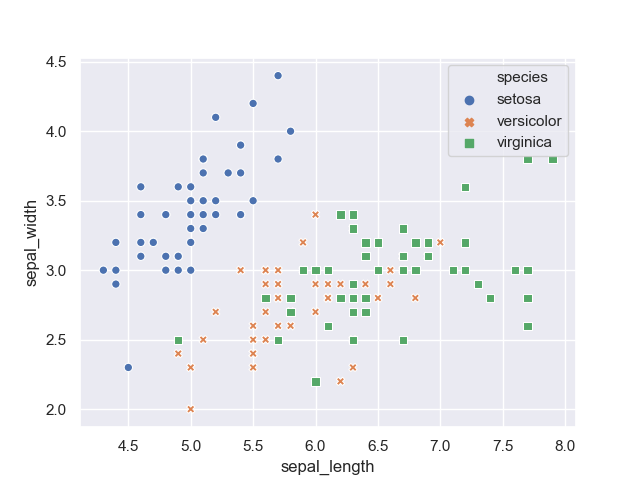 4.5
4.0
3.5
3.0
2.5
2.0
sepal_width
species
setosa
versicolor
virginica
4.5 5.0 5.5 6.0 6.5 7.0 7.5 8.0
sepal_length